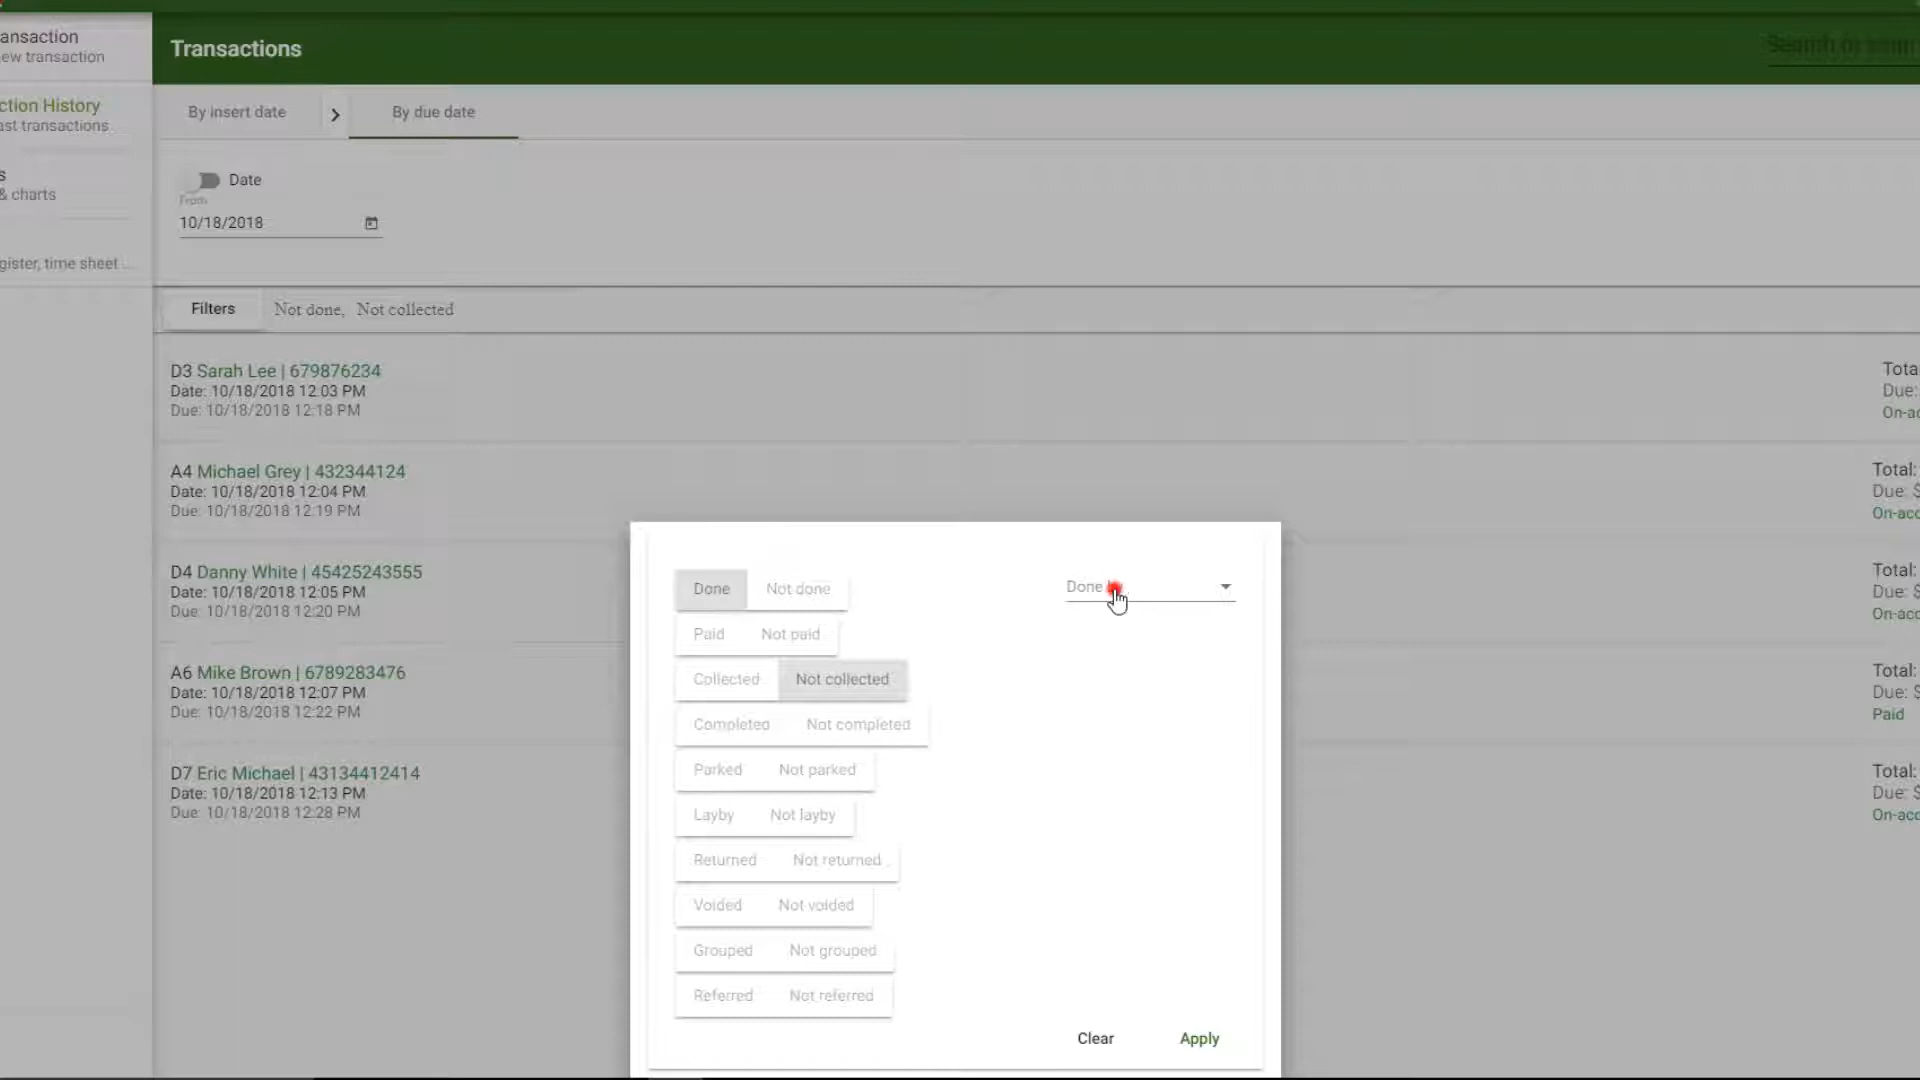 ansaction
ew transaction
ction History
ast transactions
s
& charts
gister, time sheet ...
Transactions
By insert date
By due date
Date
From
10/18/2018
Filters
Not done, Not collected
D3 Sarah Lee | 679876234
Date: 10/18/2018 12:03 PM
Due: 10/18/2018 12:18 PM
Tota
Due:
On-ac
A4 Michael Grey | 432344124
Date: 10/18/2018 12:04 PM
Due: 10/18/2018 12:19 PM
Total:
Due: $
On-acc
D4 Danny White | 45425243555
Date: 10/18/2018 12:05 PM
Due: 10/18/2018 12:20 PM
Total:
Due: $
On-acc
A6 Mike Brown | 6789283476
Date: 10/18/2018 12:07 PM
Due: 10/18/2018 12:22 PM
Total:
Due: $
Paid
D7 Eric Michael | 43134412414
Date: 10/18/2018 12:13 PM
Due: 10/18/2018 12:28 PM
Total:
Due: $
On-acc
Done Not done
Done
Paid Not paid
Collected Not collected
Completed Not completed
Parked Not parked
Layby Not layby
Returned Not returned
Voided Not voided
Grouped Not grouped
Referred Not referred
Clear Apply